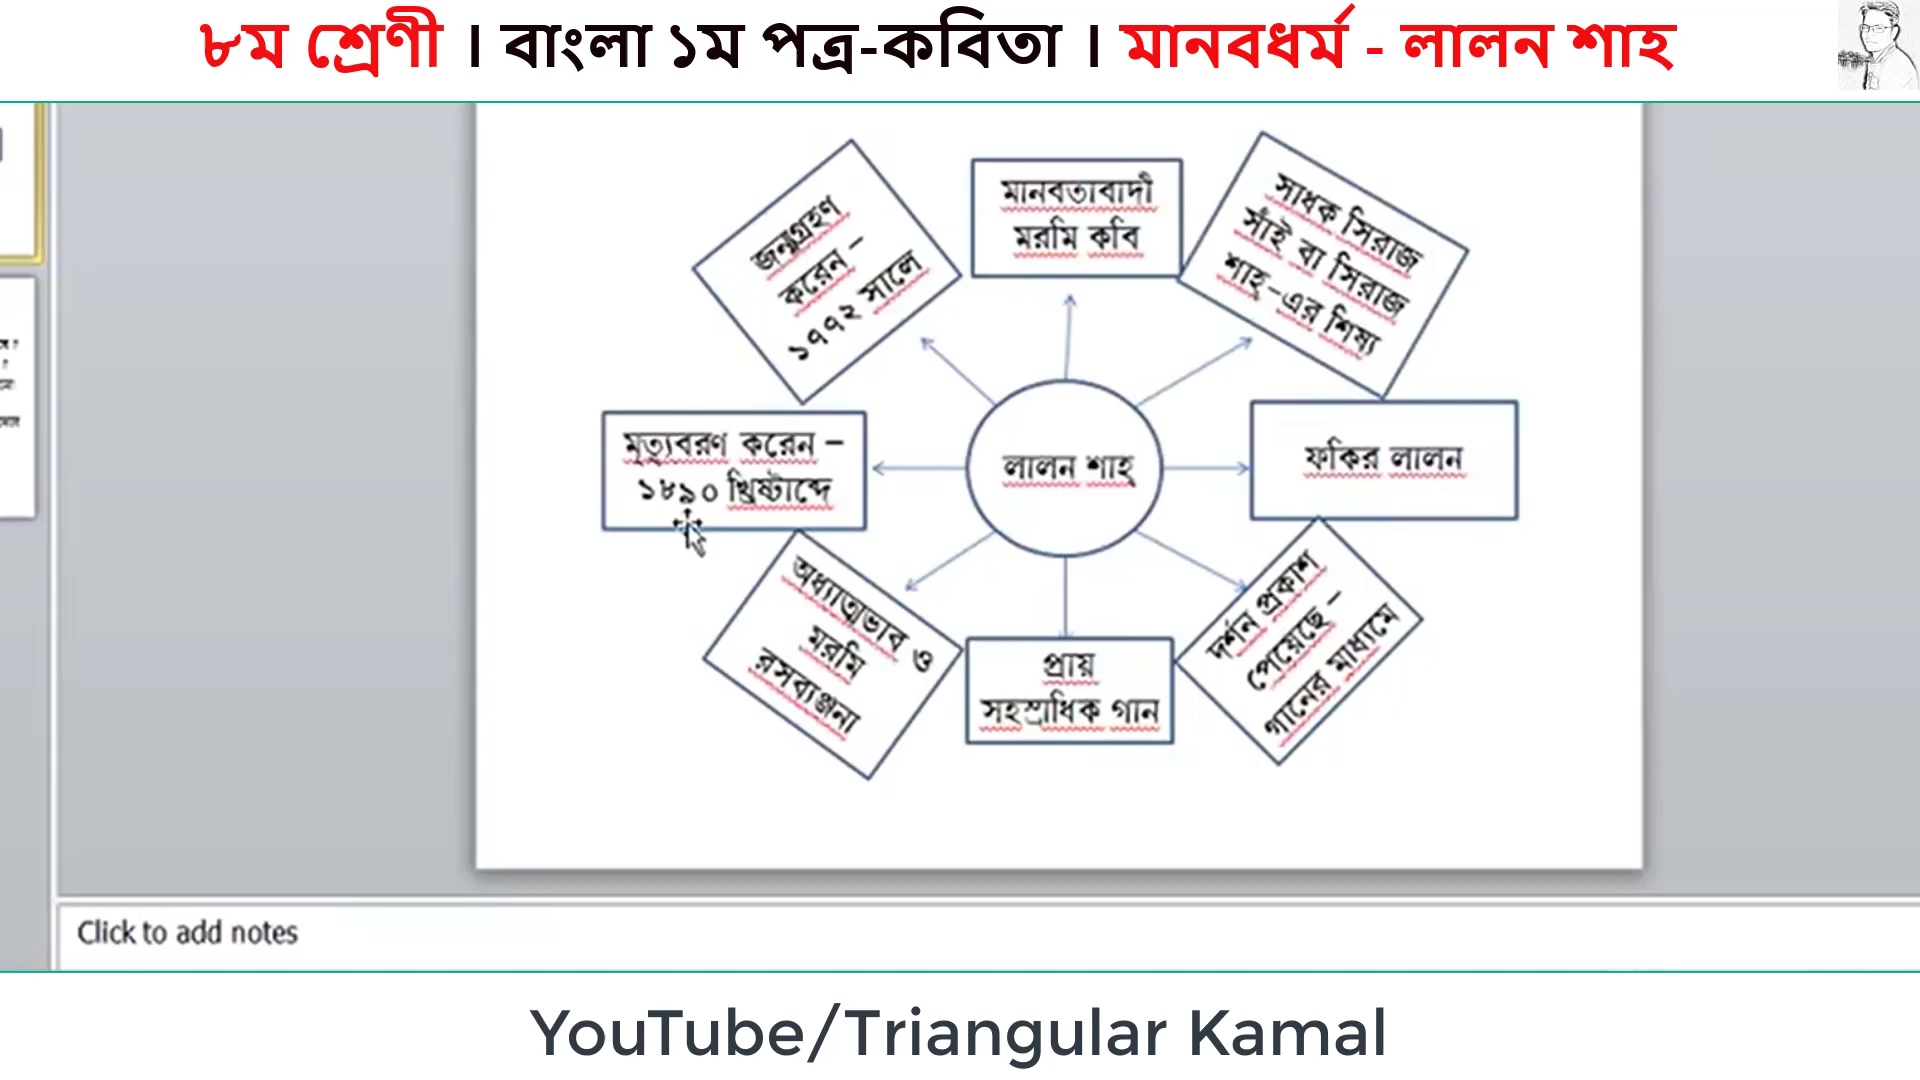 ৮ম শ্রেণী । বাংলা ১ম পত্র-কবিতা । মানবধর্ম - লালন শাহ
জন্মগ্রহণ
করেন –
১৭৭২ সালে
মানবতাবাদী
মরমি কবি
সাধক সিরাজ
সাঁই বা সিরাজ
শাহ্‌ –এর শিষ্য
মৃত্যুবরণ করেন –
১৮৯০ খ্রিষ্টাব্দে
লালন শাহ্‌
ফকির লালন
অধ্যাত্মভাব ও
মরমি
রসব্যঞ্জনা
প্রায়
সহস্রাধিক গান
দর্শন প্রকাশ
পেয়েছে –
গানের মাধ্যমে
Click to add notes
YouTube/Triangular Kamal